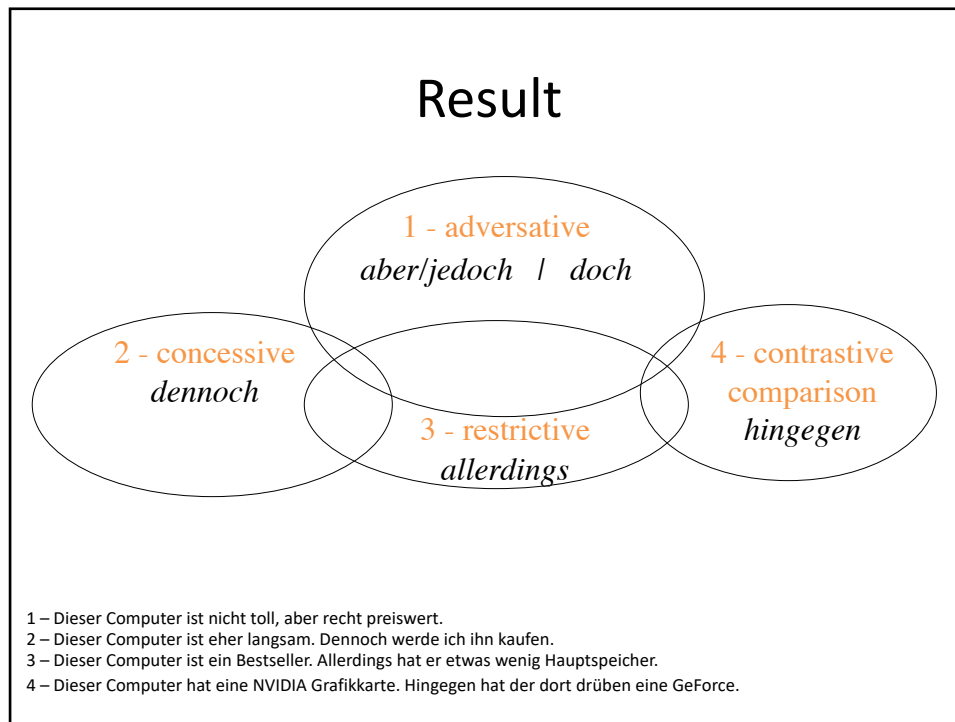 Result
1 - adversative
aber/jedoch / doch
2 - concessive
dennoch
3 - restrictive
allerdings
4 - contrastive
comparison
hingegen
1 – Dieser Computer ist nicht toll, aber recht preiswert.
2 – Dieser Computer ist eher langsam. Dennoch werde ich ihn kaufen.
3 – Dieser Computer ist ein Bestseller. Allerdings hat er etwas wenig Hauptspeicher.
4 – Dieser Computer hat eine NVIDIA Grafikkarte. Hingegen hat der dort drüben eine GeForce.